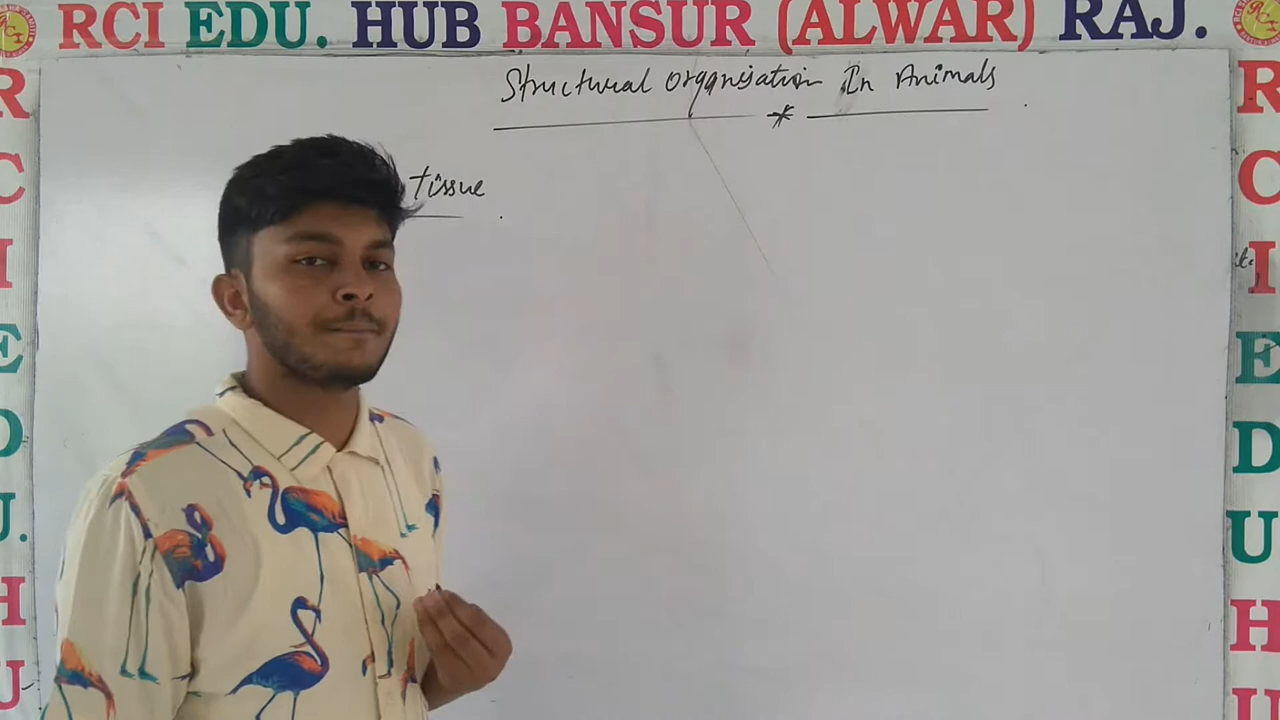 RCI EDU. HUB BANSUR (ALWAR) RAJ.
Structural Organisation In Animals
*
tissue
R
C
I
E
D
U.
H
U
R
C
I
E
D
U
H
U